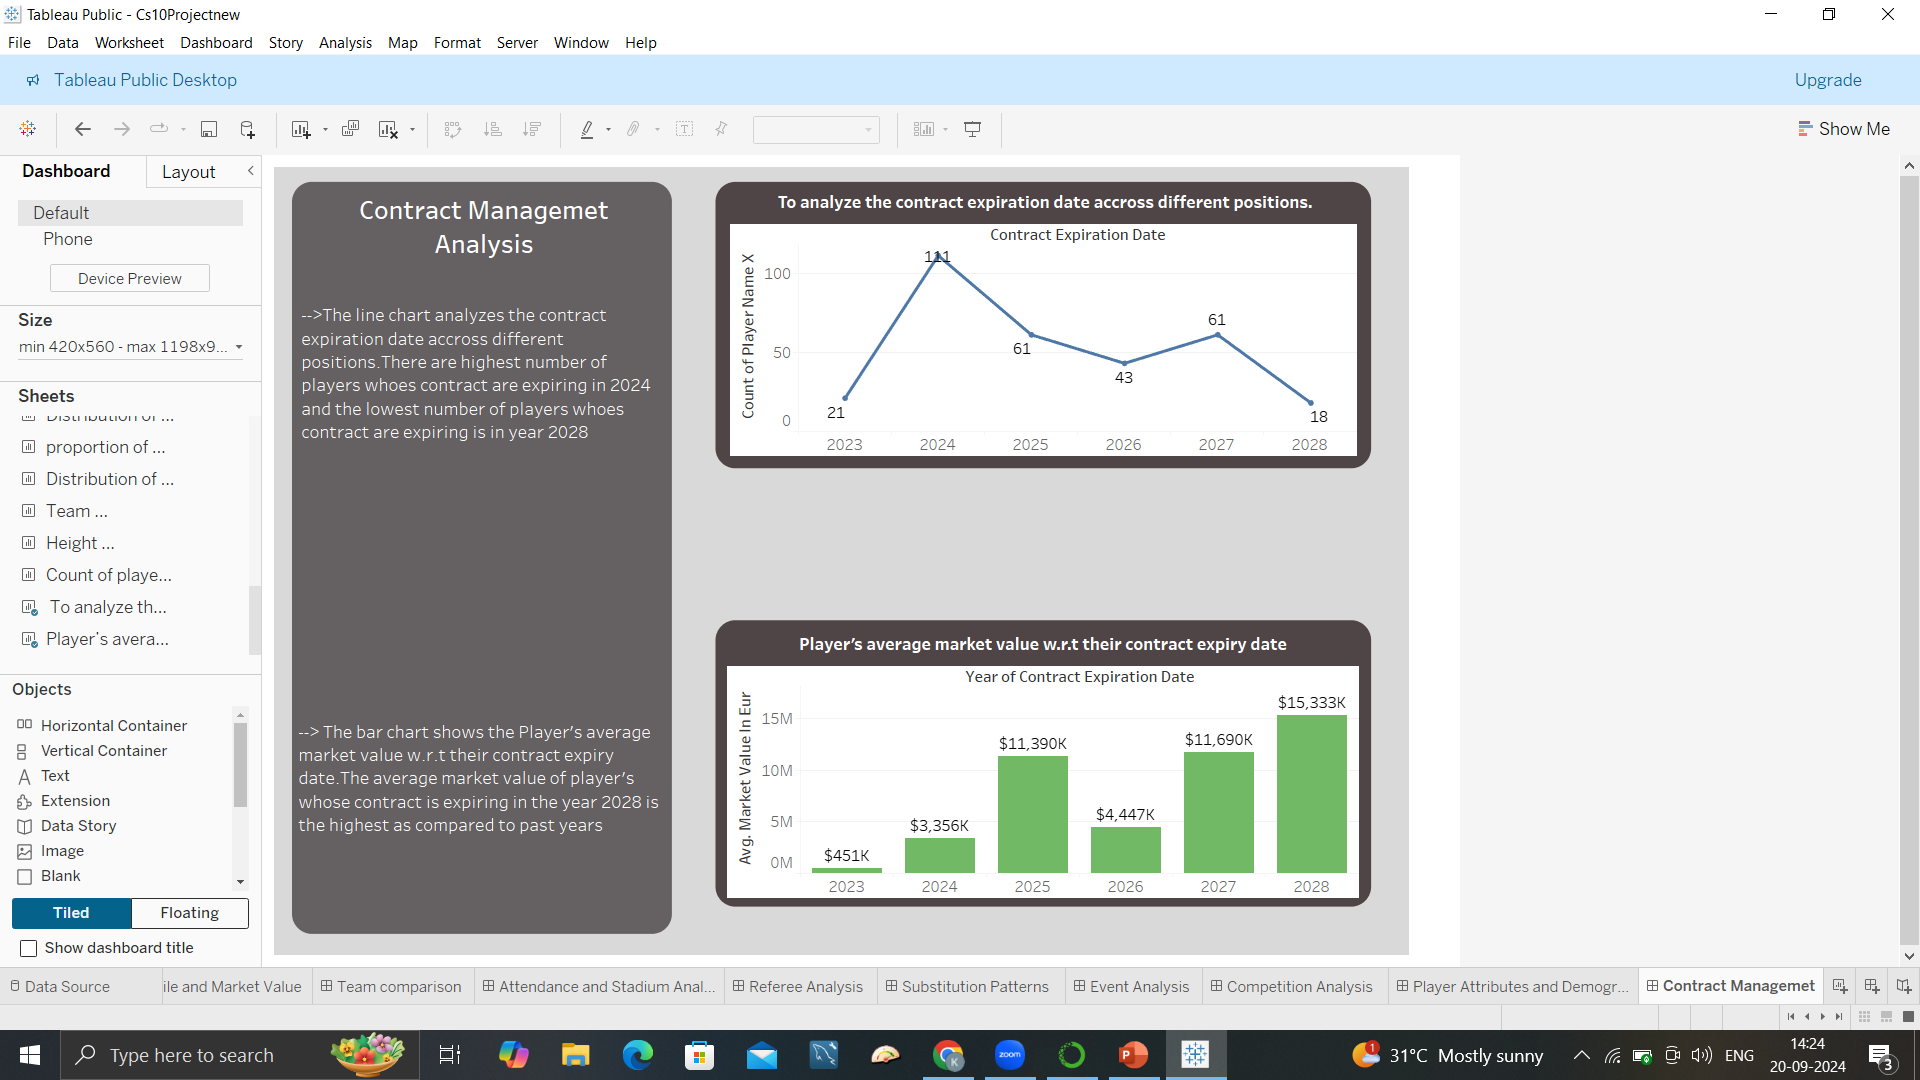 Tableau Public - Cs10Projectnew
File Data Worksheet Dashboard Story Analysis Map Format Server Window Help
Tableau Public Desktop
Upgrade
Show Me
Dashboard
Layout
Default
Phone
Device Preview
Size
min 420x560 - max 1198x9...
Sheets
Distribution of ...
proportion of ...
Distribution of ...
Team ...
Height ...
Count of playe...
To analyze th...
Player's avera...
Objects
Horizontal Container
Vertical Container
Text
Extension
Data Story
Image
Blank
Tiled
Floating
Show dashboard title
Contract Managemet
Analysis
-->The line chart analyzes the contract
expiration date accross different
positions.There are highest number of
players whoes contract are expiring in 2024
and the lowest number of players whoes
contract are expiring is in year 2028
--> The bar chart shows the Player's average
market value w.r.t their contract expiry
date.The average market value of player's
whose contract is expiring in the year 2028 is
the highest as compared to past years
To analyze the contract expiration date accross different positions.
Contract Expiration Date
Count of Player Name X
100
50
0
21
111
61
43
61
18
2023 2024 2025 2026 2027 2028
Player's average market value w.r.t their contract expiry date
Year of Contract Expiration Date
Avg. Market Value In Eur
15M
10M
5M
0M
$451K
$3,356K
$11,390K
$4,447K
$11,690K
$15,333K
2023 2024 2025 2026 2027 2028
Data Source
ile and Market Value
Team comparison
Attendance and Stadium Anal...
Referee Analysis
Substitution Patterns
Event Analysis
Competition Analysis
Player Attributes and Demogr...
Contract Managemet
Type here to search
zoom
1
31°C Mostly sunny
ENG
14:24
20-09-2024
3